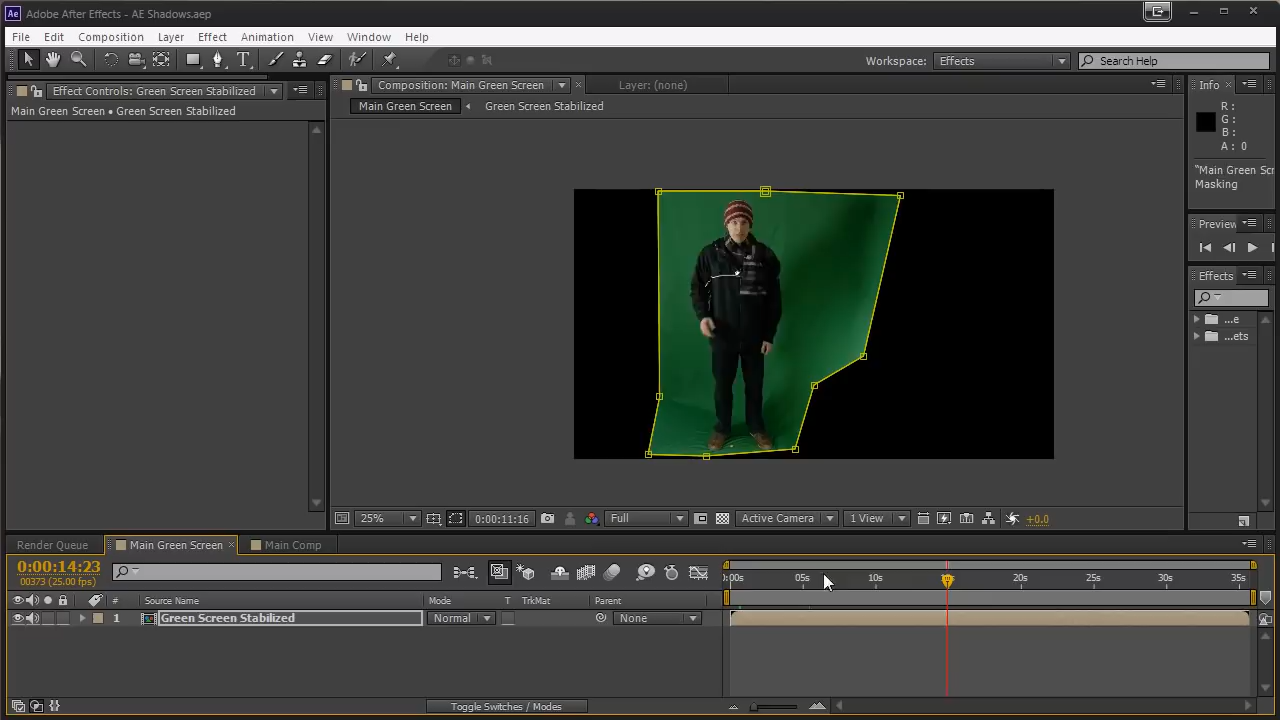 Ae Adobe After Effects - AE Shadows.aep
File Edit Composition Layer Effect Animation View Window Help
Workspace: Effects Search Help
Effect Controls: Green Screen Stabilized Composition: Main Green Screen Layer: (none) Info
Main Green Screen • Green Screen Stabilized Main Green Screen Green Screen Stabilized
R :
G :
B :
A : 0
"Main Green Scr
Masking
Preview
Effects
...e
...ets
25% 0:00:11:16 Full Active Camera 1 View +0.0
Render Queue Main Green Screen Main Comp
0:00:14:23
00373 (25.00 fps)
:00s 05s 10s 20s 25s 30s 35s
# Source Name Mode T TrkMat Parent
1 Green Screen Stabilized Normal None
Toggle Switches / Modes